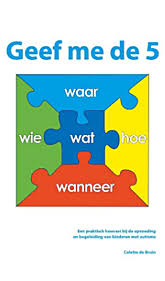 Geef me de 5
waar
wie wat hoe
wanneer
Een praktisch houvast bij de opvoeding
en begeleiding van kinderen met autisme
Colette de Bruin